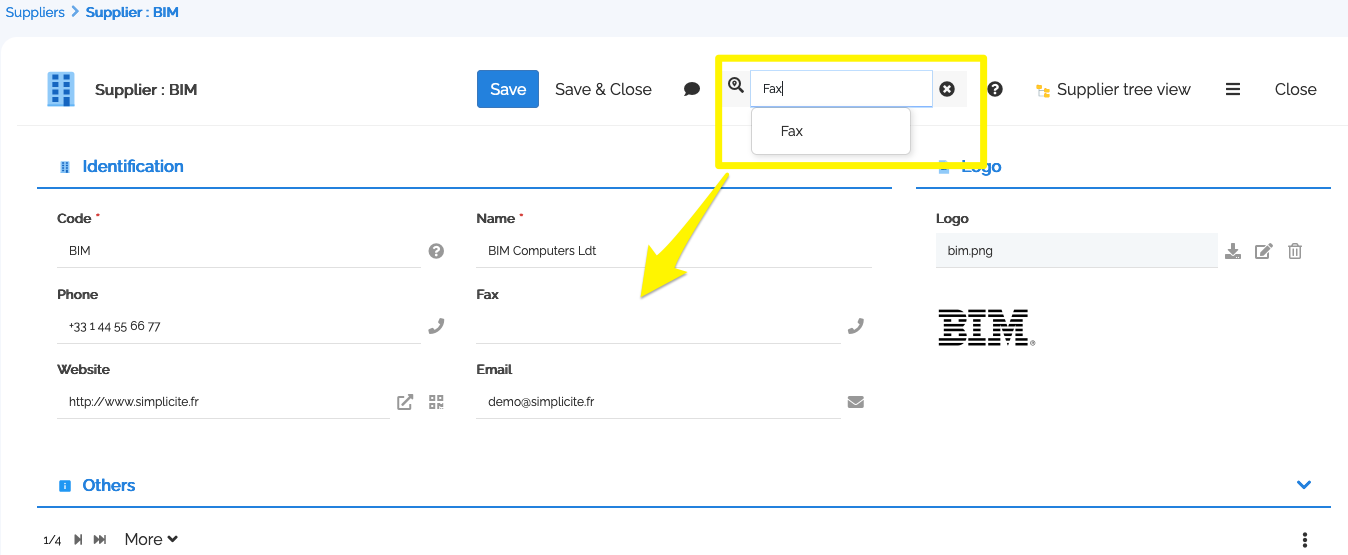 Suppliers > Supplier : BIM
Supplier : BIM
Save
Save & Close
Fax
Supplier tree view
Close
Fax
Identification
Logo
Code *
Name *
Logo
BIM
BIM Computers Ldt
bim.png
Phone
Fax
+33 1 44 55 66 77
BIM®
Website
Email
http://www.simplicite.fr
demo@simplicite.fr
Others
1/4
More